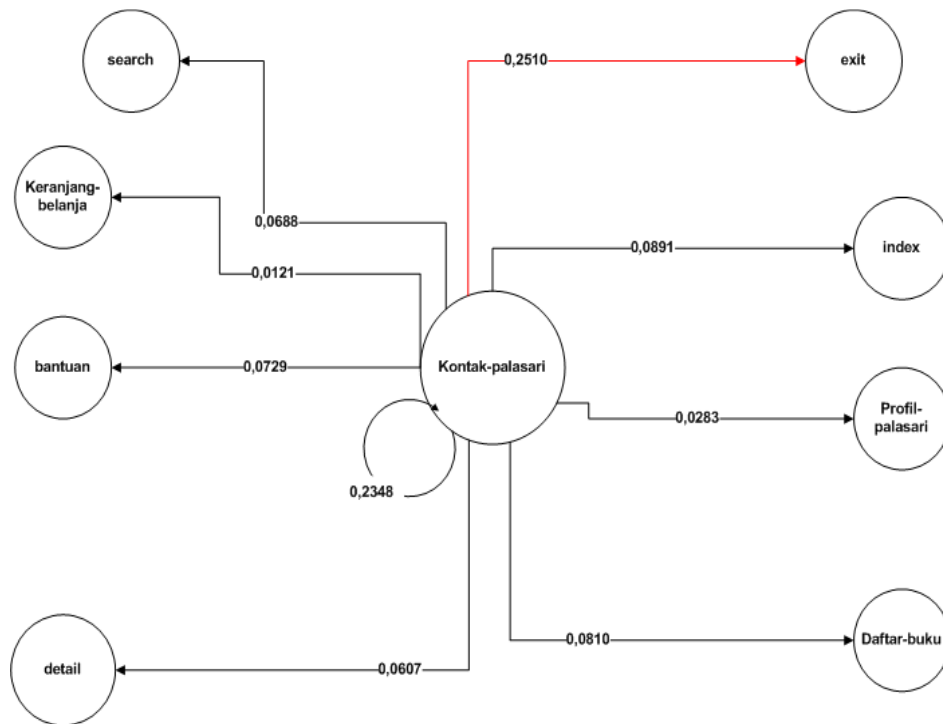 search
0,2510
exit
Keranjang-
belanja
0,0688
0,0891
index
0,0121
bantuan
0,0729
Kontak-palasari
0,0283
Profil-
palasari
0,2348
0,0810
Daftar-buku
detail
0,0607